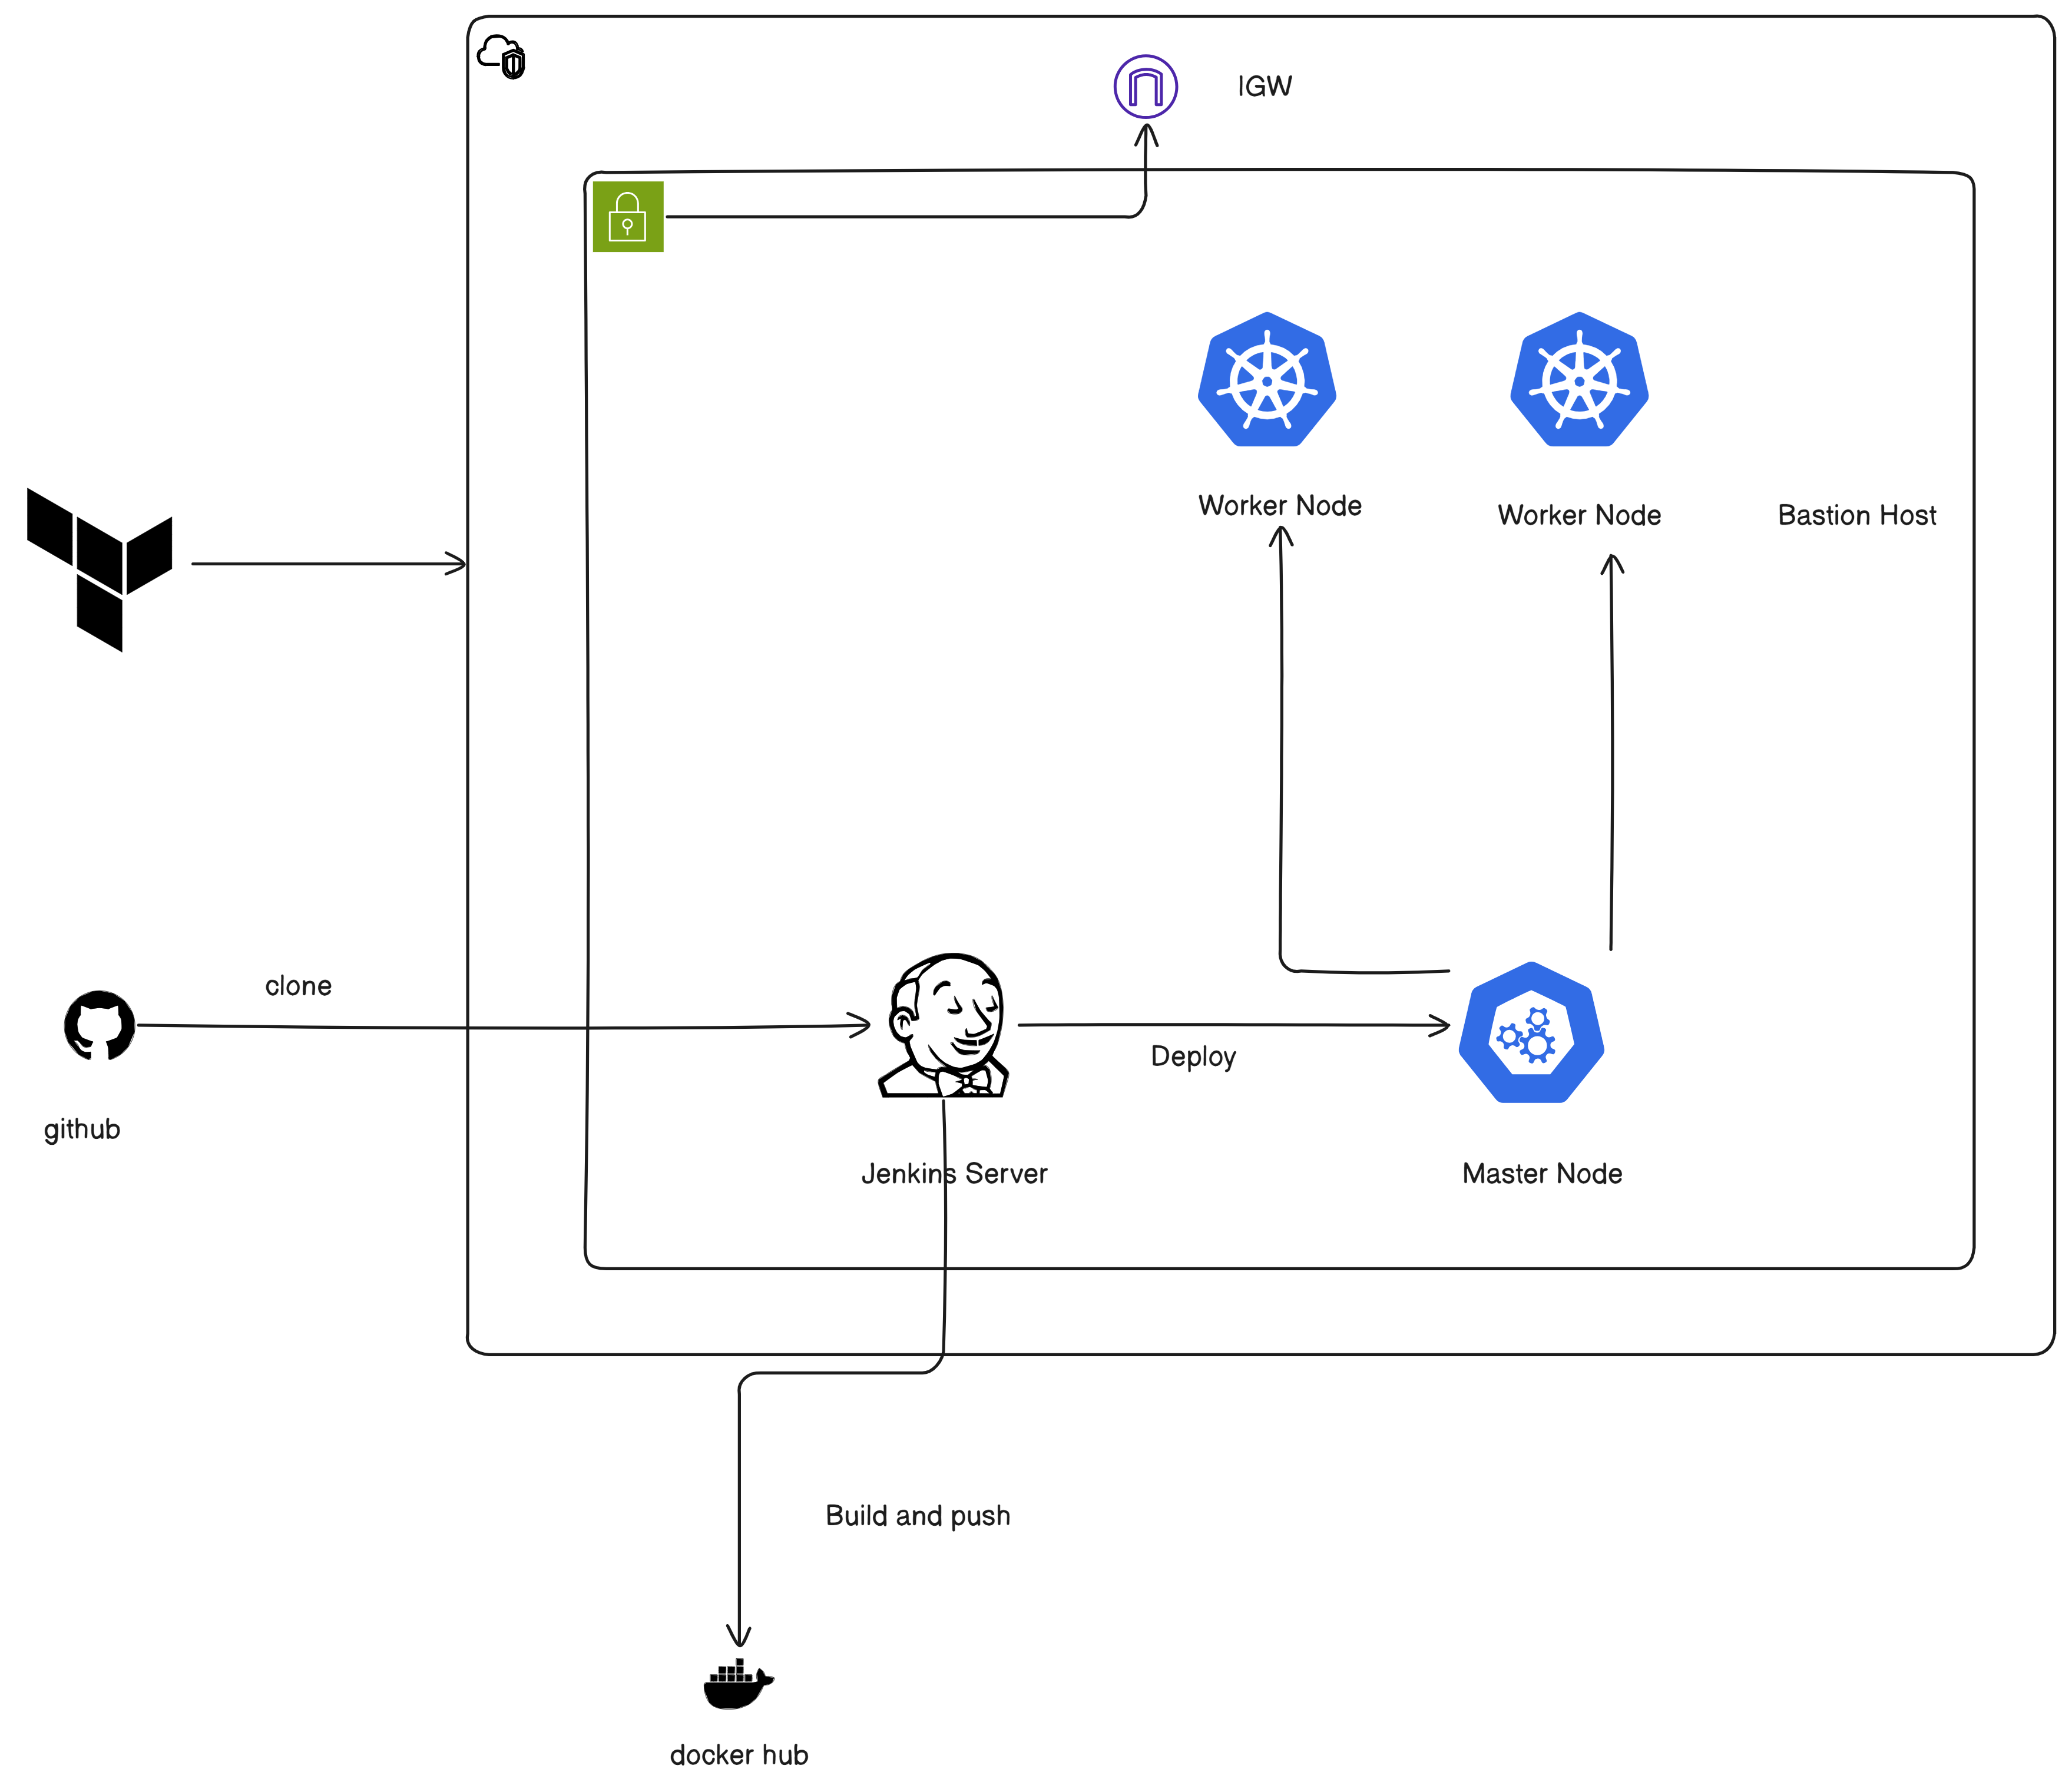 IGW
Worker Node
Worker Node
Bastion Host
clone
github
Deploy
Jenkins Server
Master Node
Build and push
docker hub